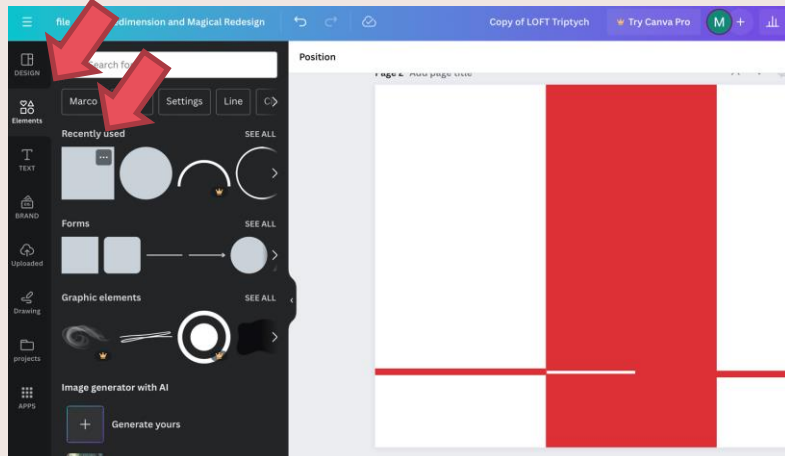 file
dimension and Magical Redesign
Copy of LOFT Triptych
Try Canva Pro
M
+
DESIGN
Elements
TEXT
BRAND
Uploaded
Drawing
projects
APPS
Search for
Marco
Settings
Line
Recently used
SEE ALL
Forms
SEE ALL
Graphic elements
SEE ALL
Image generator with AI
+
Generate yours
Position
Page 2 Add page title